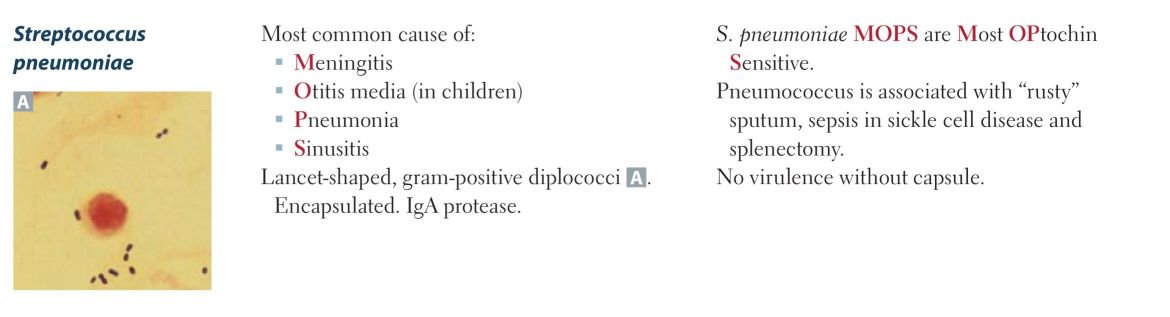 Streptococcus
pneumoniae
A
Most common cause of:
▪ Meningitis
▪ Otitis media (in children)
▪ Pneumonia
▪ Sinusitis
Lancet-shaped, gram-positive diplococci A.
Encapsulated. IgA protease.
S. pneumoniae MOPS are Most OPtochin
Sensitive.
Pneumococcus is associated with “rusty”
sputum, sepsis in sickle cell disease and
splenectomy.
No virulence without capsule.